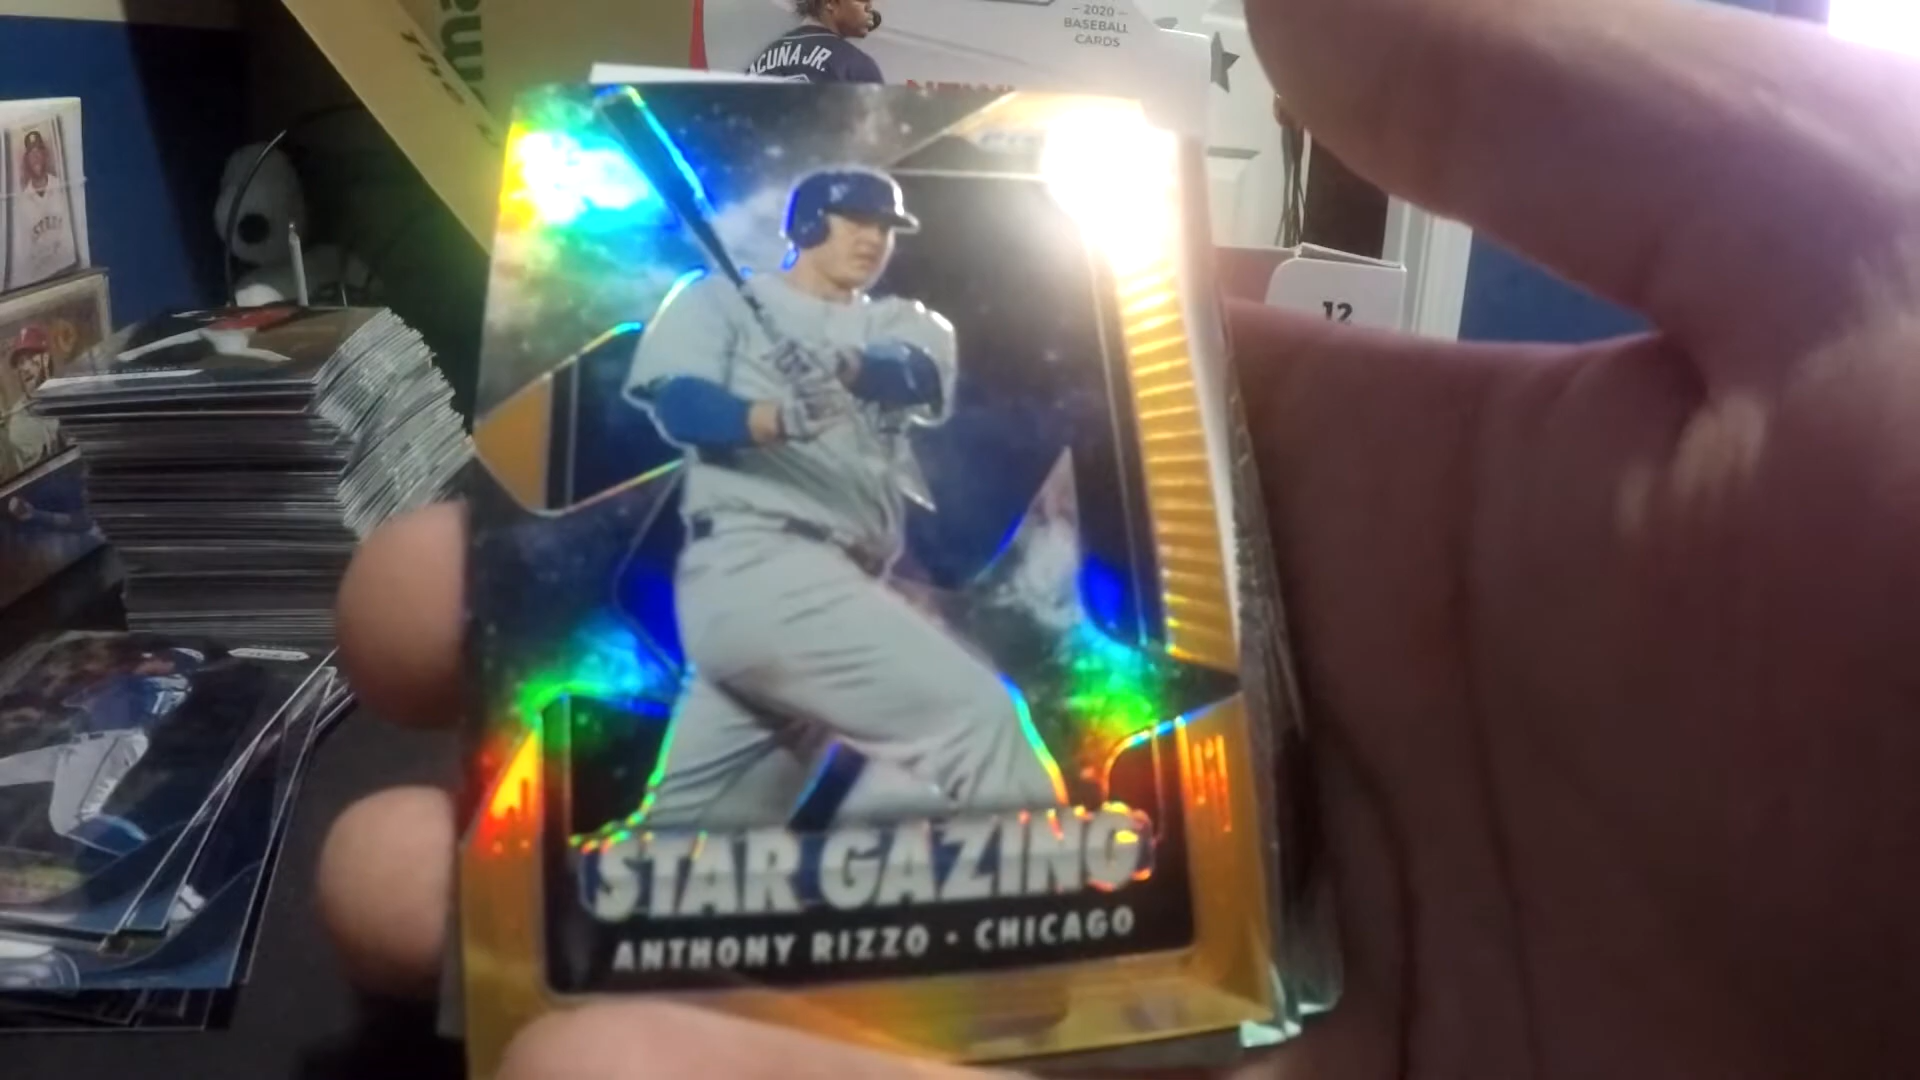 – 2020 –
BASEBALL
CARDS
ACUÑA JR.
12
STAR GAZING
ANTHONY RIZZO • CHICAGO